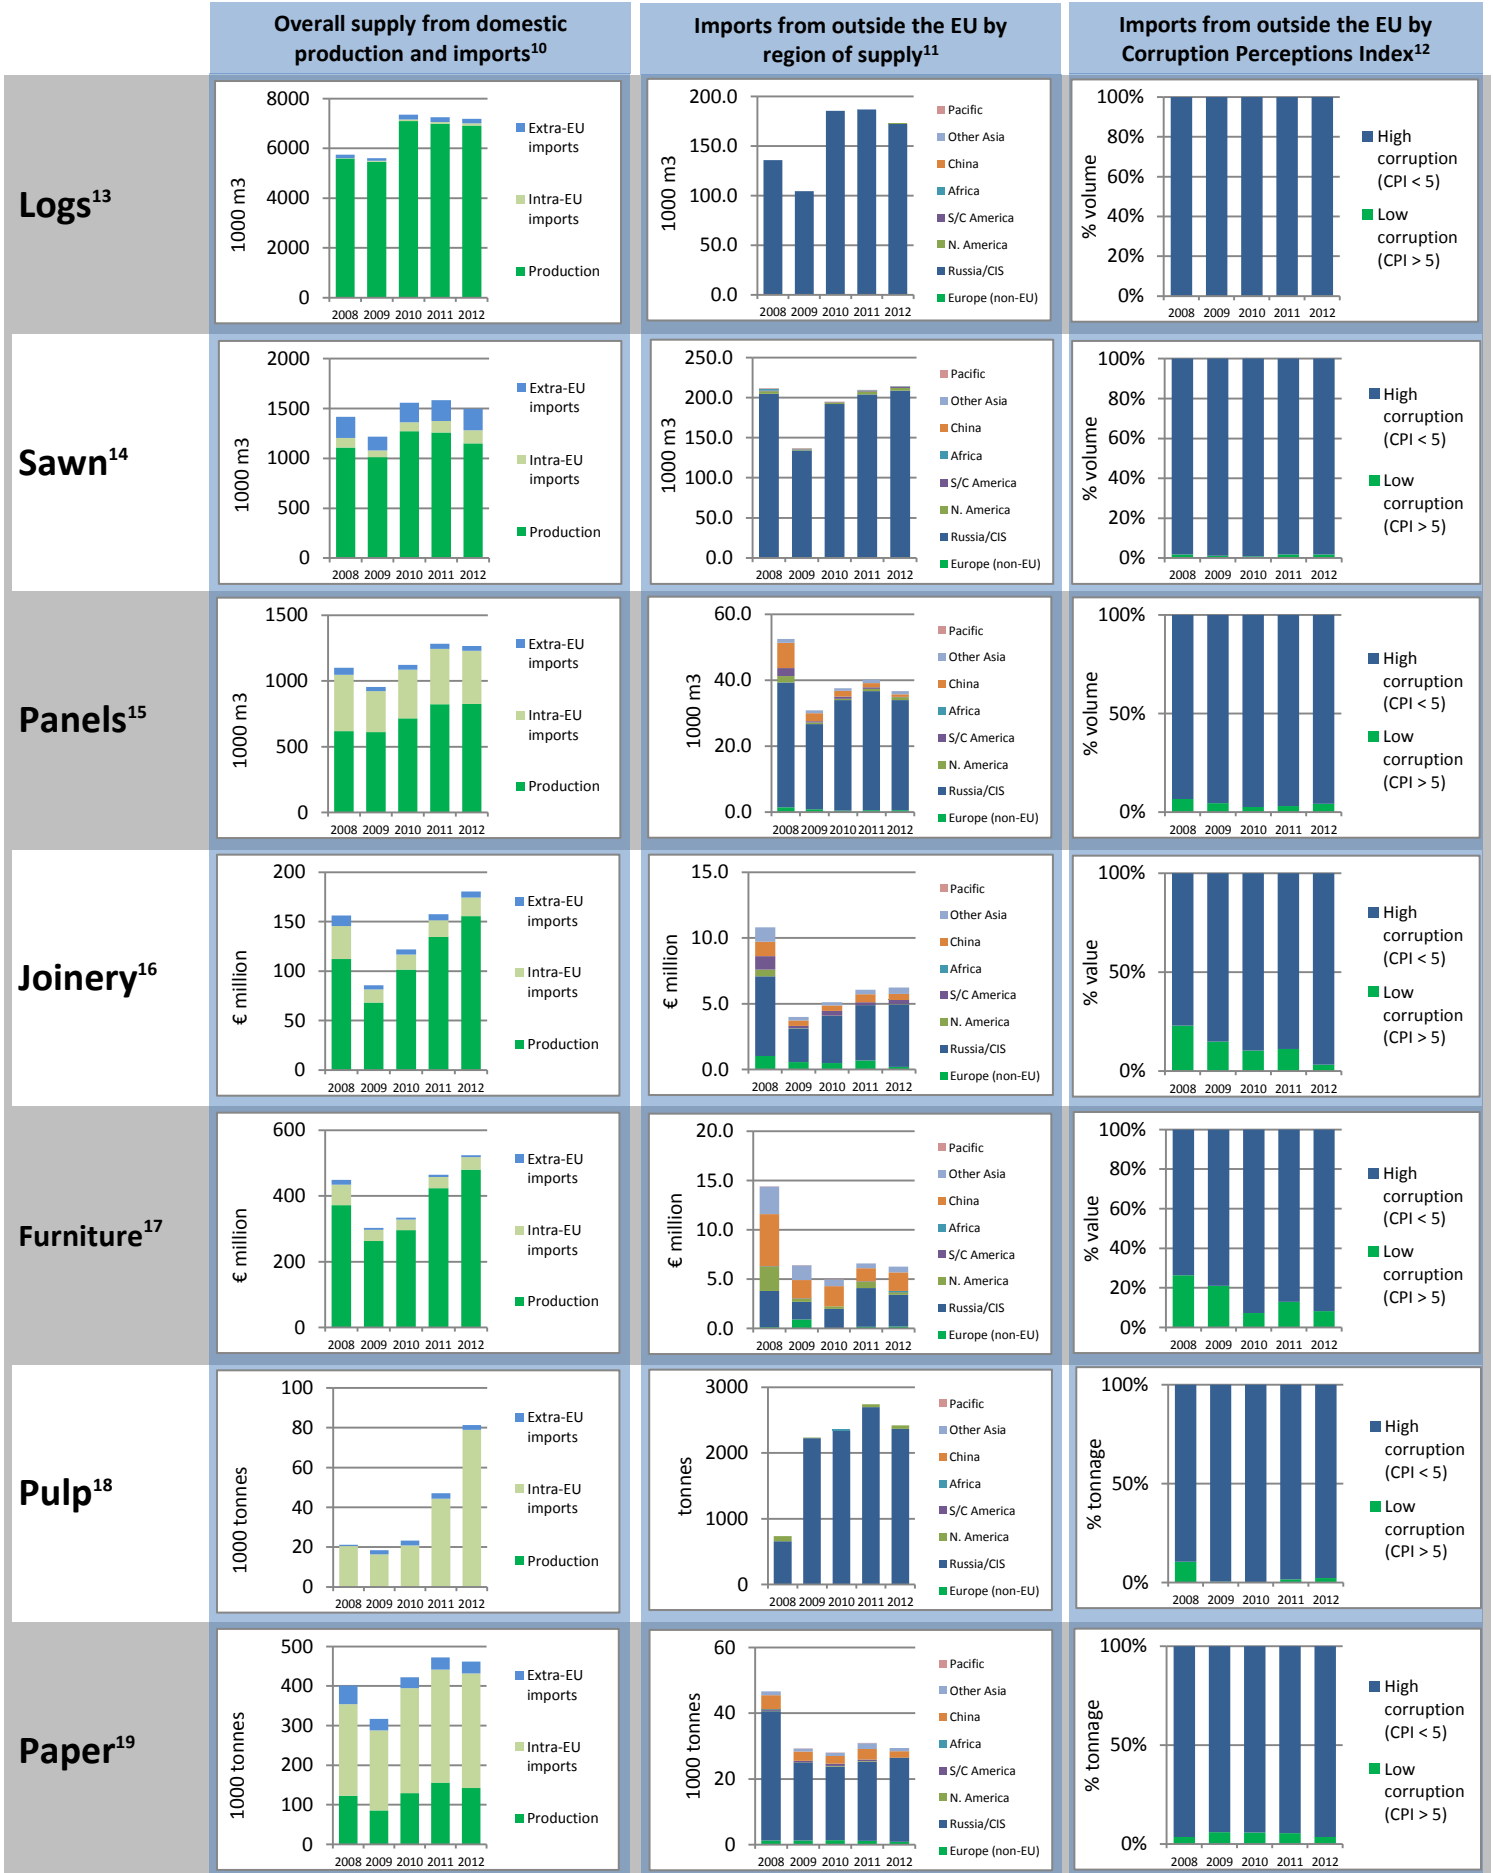 Overall supply from domestic
production and imports10
Imports from outside the EU by
region of supply11
Imports from outside the EU by
Corruption Perceptions Index12
Logs13
1000 m3
8000
6000
4000
2000
0
2008 2009 2010 2011 2012
Extra-EU
imports
Intra-EU
imports
Production
1000 m3
200.0
150.0
100.0
50.0
0.0
2008 2009 2010 2011 2012
Pacific
Other Asia
China
Africa
S/C America
N. America
Russia/CIS
Europe (non-EU)
% volume
100%
80%
60%
40%
20%
0%
2008 2009 2010 2011 2012
High
corruption
(CPI < 5)
Low
corruption
(CPI > 5)
Sawn14
1000 m3
2000
1500
1000
500
0
2008 2009 2010 2011 2012
Extra-EU
imports
Intra-EU
imports
Production
1000 m3
250.0
200.0
150.0
100.0
50.0
0.0
2008 2009 2010 2011 2012
Pacific
Other Asia
China
Africa
S/C America
N. America
Russia/CIS
Europe (non-EU)
% volume
100%
80%
60%
40%
20%
0%
2008 2009 2010 2011 2012
High
corruption
(CPI < 5)
Low
corruption
(CPI > 5)
Panels15
1000 m3
1500
1000
500
0
2008 2009 2010 2011 2012
Extra-EU
imports
Intra-EU
imports
Production
1000 m3
60.0
40.0
20.0
0.0
2008 2009 2010 2011 2012
Pacific
Other Asia
China
Africa
S/C America
N. America
Russia/CIS
Europe (non-EU)
% volume
100%
50%
0%
2008 2009 2010 2011 2012
High
corruption
(CPI < 5)
Low
corruption
(CPI > 5)
Joinery16
€ million
200
150
100
50
0
2008 2009 2010 2011 2012
Extra-EU
imports
Intra-EU
imports
Production
€ million
15.0
10.0
5.0
0.0
2008 2009 2010 2011 2012
Pacific
Other Asia
China
Africa
S/C America
N. America
Russia/CIS
Europe (non-EU)
% value
100%
50%
0%
2008 2009 2010 2011 2012
High
corruption
(CPI < 5)
Low
corruption
(CPI > 5)
Furniture17
€ million
600
400
200
0
2008 2009 2010 2011 2012
Extra-EU
imports
Intra-EU
imports
Production
€ million
20.0
15.0
10.0
5.0
0.0
2008 2009 2010 2011 2012
Pacific
Other Asia
China
Africa
S/C America
N. America
Russia/CIS
Europe (non-EU)
% value
100%
80%
60%
40%
20%
0%
2008 2009 2010 2011 2012
High
corruption
(CPI < 5)
Low
corruption
(CPI > 5)
Pulp18
1000 tonnes
100
80
60
40
20
0
2008 2009 2010 2011 2012
Extra-EU
imports
Intra-EU
imports
Production
tonnes
3000
2000
1000
0
2008 2009 2010 2011 2012
Pacific
Other Asia
China
Africa
S/C America
N. America
Russia/CIS
Europe (non-EU)
% tonnage
100%
50%
0%
2008 2009 2010 2011 2012
High
corruption
(CPI < 5)
Low
corruption
(CPI > 5)
Paper19
1000 tonnes
500
400
300
200
100
0
2008 2009 2010 2011 2012
Extra-EU
imports
Intra-EU
imports
Production
1000 tonnes
60
40
20
0
2008 2009 2010 2011 2012
Pacific
Other Asia
China
Africa
S/C America
N. America
Russia/CIS
Europe (non-EU)
% tonnage
100%
50%
0%
2008 2009 2010 2011 2012
High
corruption
(CPI < 5)
Low
corruption
(CPI > 5)